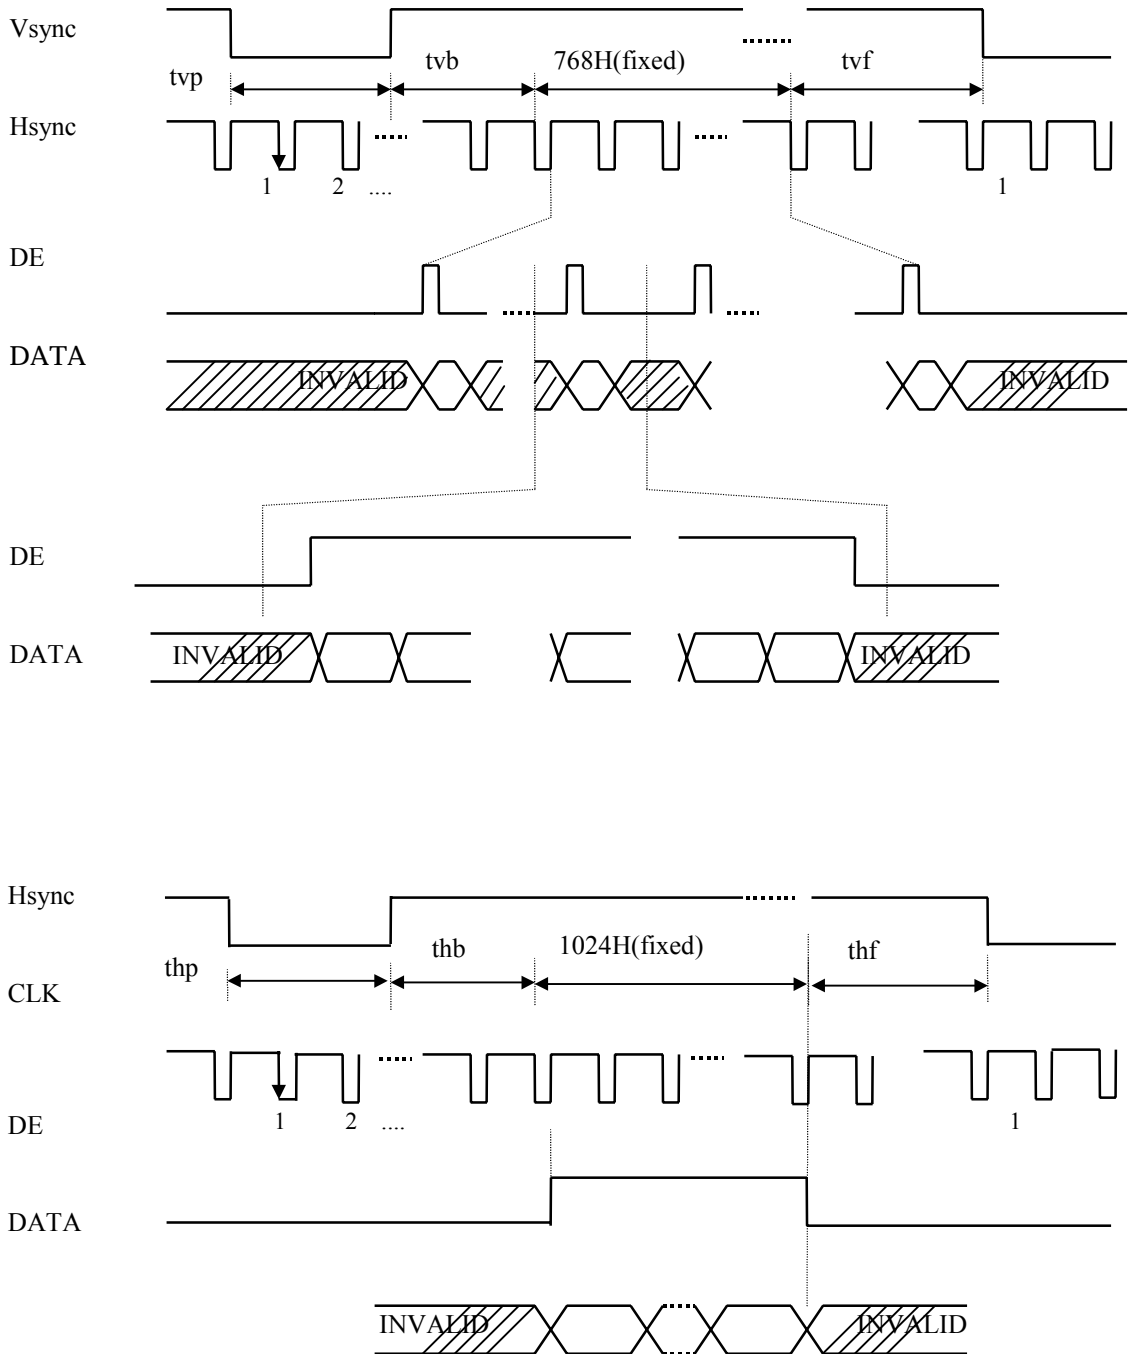 Vsync
tvp
tvb
768H(fixed)
tvf
Hsync
1 2 .... 1
DE
DATA
INVALID INVALID
DE
DATA
INVALID INVALID
Hsync
thp
thb
1024H(fixed)
thf
CLK
1 2 .... 1
DE
DATA
INVALID INVALID